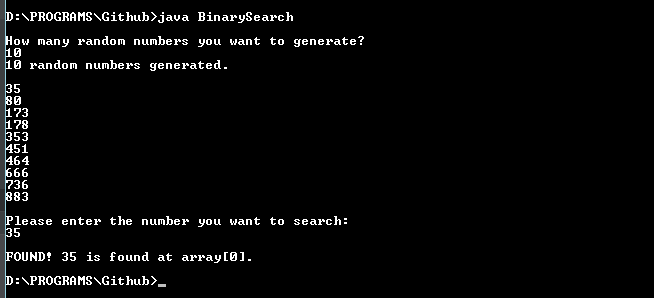 D:\PROGRAMS\Github>java BinarySearch
How many random numbers you want to generate?
10
10 random numbers generated.
35
80
173
178
353
451
464
666
736
883
Please enter the number you want to search:
35
FOUND! 35 is found at array[0].
D:\PROGRAMS\Github>_